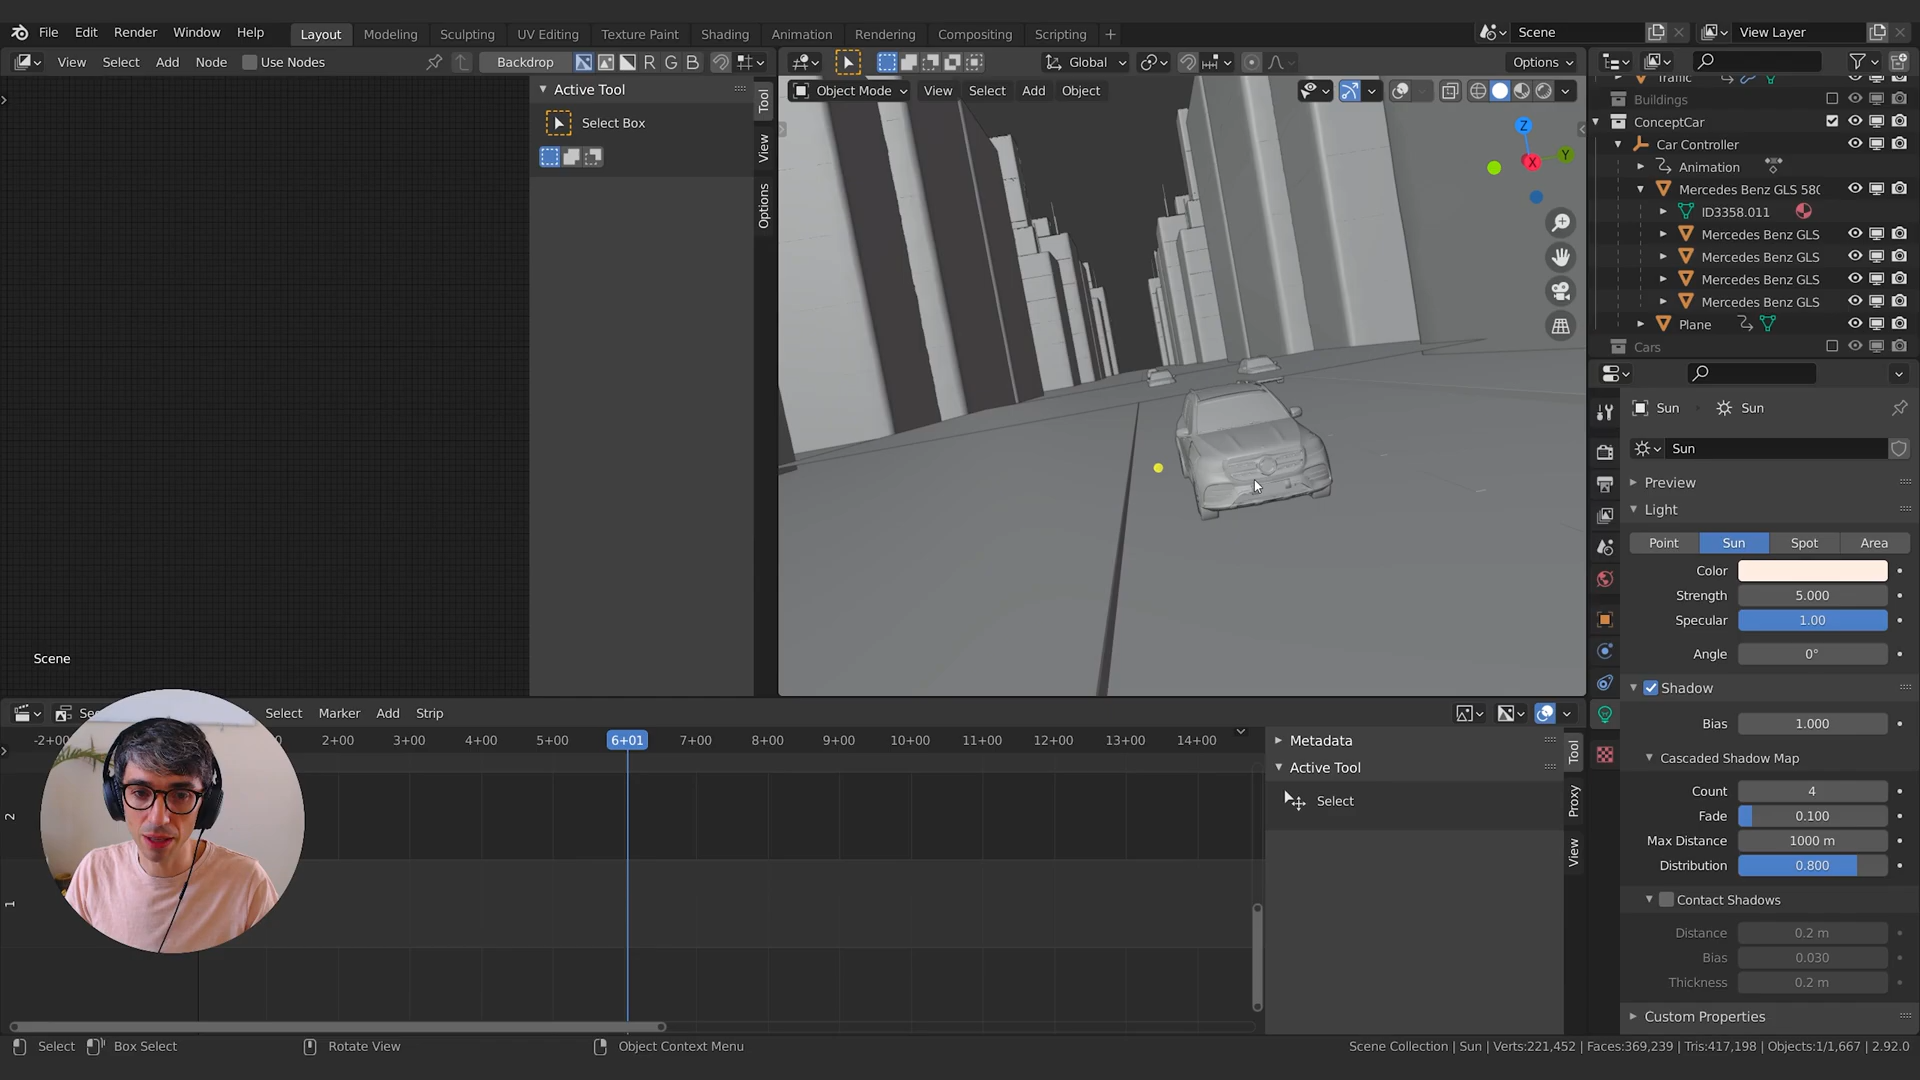 File Edit Render Window Help Layout Modeling Sculpting UV Editing Texture Paint Shading Animation Rendering Compositing Scripting + Scene View Layer
View Select Add Node Use Nodes Backdrop R G B Global Options
Object Mode View Select Add Object
Active Tool
Select Box
Tool
View
Options
Z
Y
X
Scene
Buildings
ConceptCar
Car Controller
Animation
Mercedes Benz GLS 580
ID3358.011
Mercedes Benz GLS
Mercedes Benz GLS
Mercedes Benz GLS
Mercedes Benz GLS
Plane
Cars
Sun Sun
Sun
Preview
Light
Point Sun Spot Area
Color
Strength 5.000
Specular 1.00
Angle 0°
Shadow
Bias 1.000
Cascaded Shadow Map
Count 4
Fade 0.100
Max Distance 1000 m
Distribution 0.800
Contact Shadows
Distance 0.2 m
Bias 0.030
Thickness 0.2 m
Custom Properties
Select Marker Add Strip
-2+00 2+00 3+00 4+00 5+00 6+01 7+00 8+00 9+00 10+00 11+00 12+00 13+00 14+00
2
1
Metadata
Active Tool
Select
Tool
Proxy
View
Select Box Select Rotate View Object Context Menu
Scene Collection | Sun | Verts:221,452 | Faces:369,239 | Tris:417,198 | Objects:1/1,667 | 2.92.0